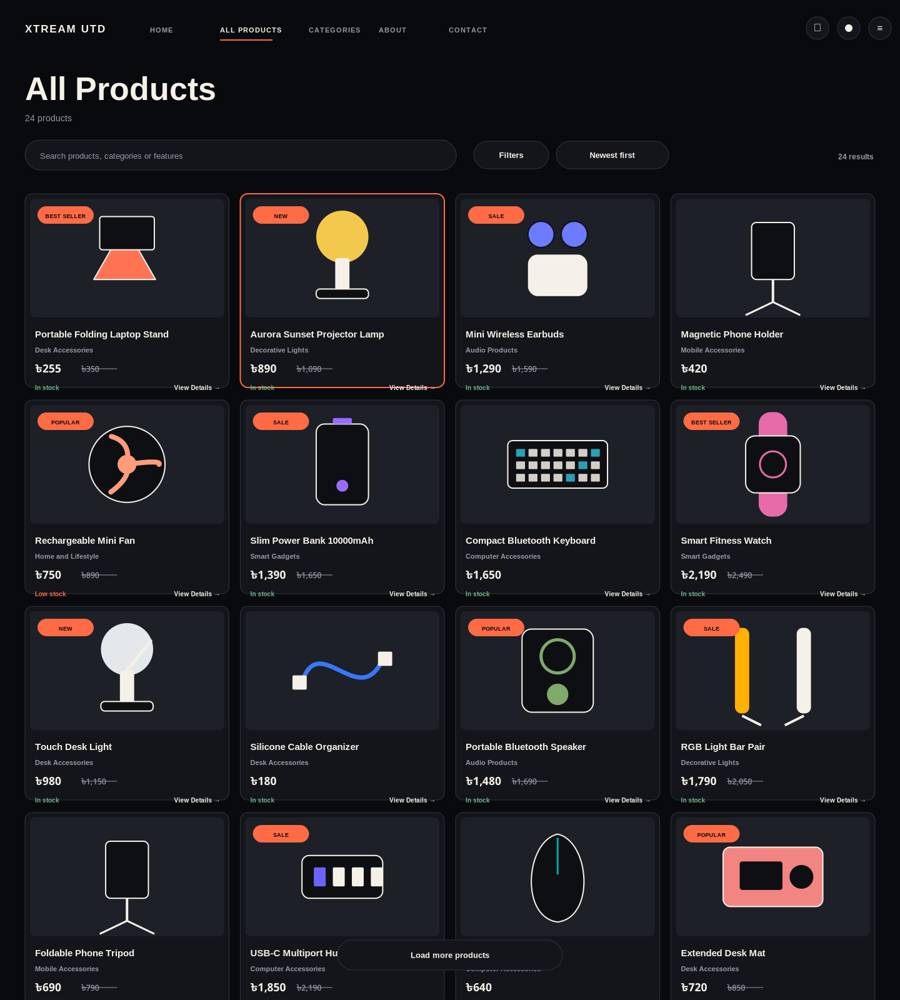 XTREAM UTD HOME ALL PRODUCTS CATEGORIES ABOUT CONTACT ≡
All Products
24 products
Search products, categories or features Filters Newest first 24 results
BEST SELLER NEW SALE
Portable Folding Laptop Stand Aurora Sunset Projector Lamp Mini Wireless Earbuds Magnetic Phone Holder
Desk Accessories Decorative Lights Audio Products Mobile Accessories
৳255 ৳350 ৳890 ৳1,090 ৳1,290 ৳1,590 ৳420
In stock View Details → In stock View Details → In stock View Details → In stock View Details →
POPULAR SALE BEST SELLER
Rechargeable Mini Fan Slim Power Bank 10000mAh Compact Bluetooth Keyboard Smart Fitness Watch
Home and Lifestyle Smart Gadgets Computer Accessories Smart Gadgets
৳750 ৳890 ৳1,390 ৳1,650 ৳1,650 ৳2,190 ৳2,490
Low stock View Details → In stock View Details → In stock View Details → In stock View Details →
NEW POPULAR SALE
Touch Desk Light Silicone Cable Organizer Portable Bluetooth Speaker RGB Light Bar Pair
Desk Accessories Desk Accessories Audio Products Decorative Lights
৳980 ৳1,150 ৳180 ৳1,480 ৳1,690 ৳1,790 ৳2,050
In stock View Details → In stock View Details → In stock View Details → In stock View Details →
SALE POPULAR
Foldable Phone Tripod USB-C Multiport Hu Load more products Extended Desk Mat
Mobile Accessories Computer Accessories Computer Accessories Desk Accessories
৳690 ৳790 ৳1,850 ৳2,190 ৳640 ৳720 ৳850